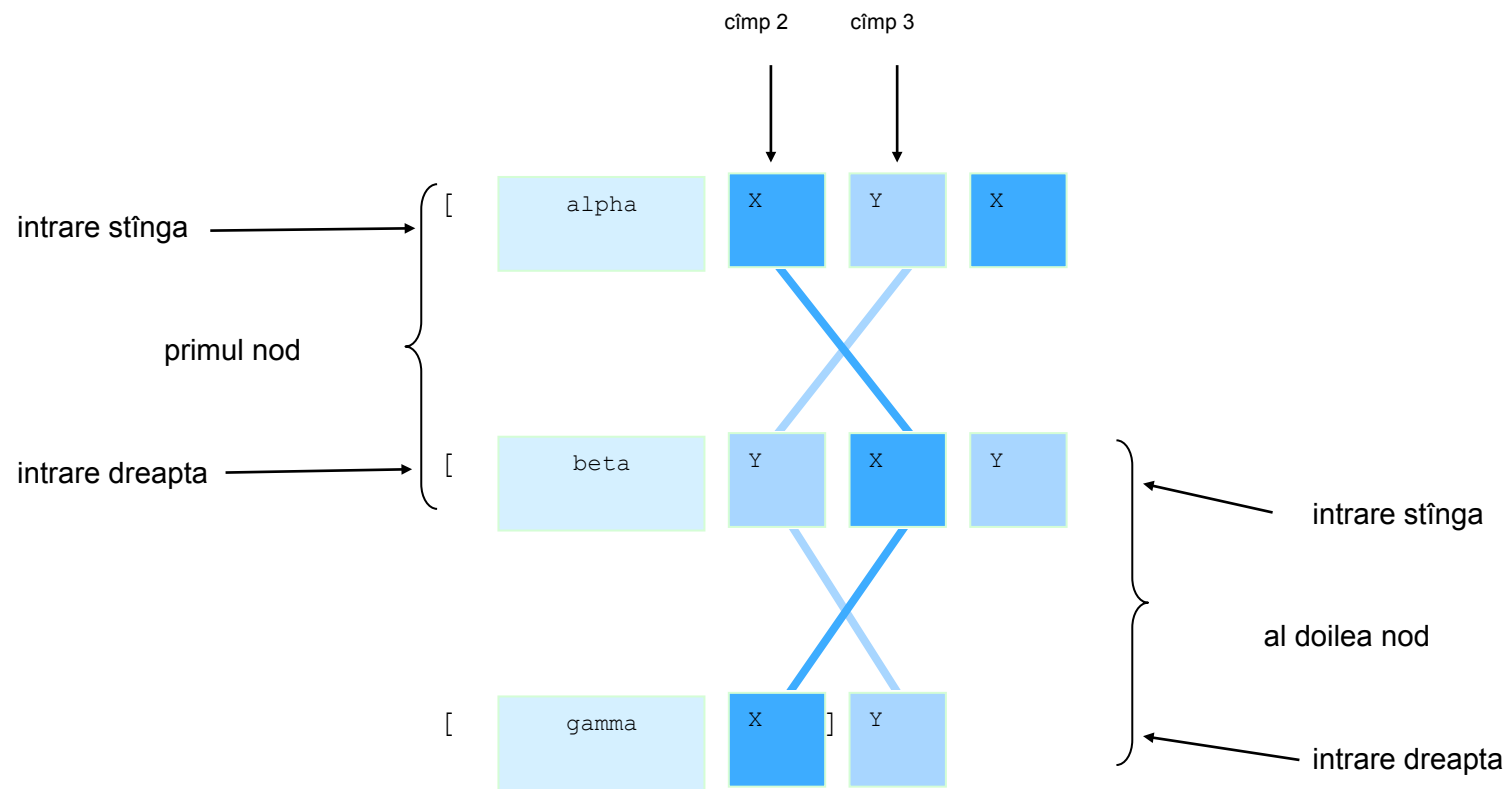 cîmp 2 cîmp 3
[ alpha X Y X
intrare stînga
primul nod
[ beta Y X Y
intrare dreapta
intrare stînga
al doilea nod
[ gamma X ] Y
intrare dreapta